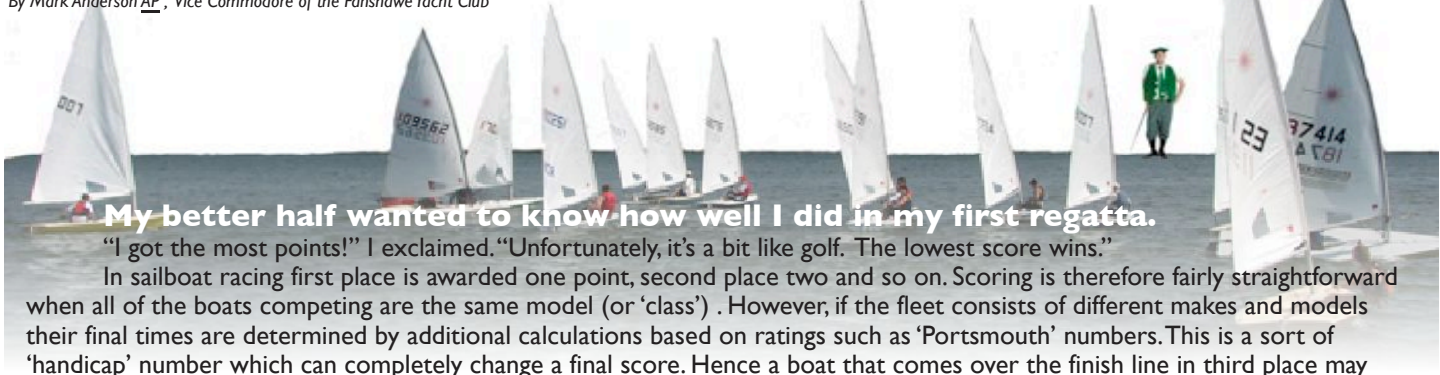 By Mark Anderson AP, Vice Commodore of the Fanshawe Yacht Club
007
109562
123
37414
My better half wanted to know how well I did in my first regatta.
“I got the most points!” I exclaimed. “Unfortunately, it’s a bit like golf. The lowest score wins.”
In sailboat racing first place is awarded one point, second place two and so on. Scoring is therefore fairly straightforward
when all of the boats competing are the same model (or ‘class’) . However, if the fleet consists of different makes and models
their final times are determined by additional calculations based on ratings such as ‘Portsmouth’ numbers. This is a sort of
‘handicap’ number which can completely change a final score. Hence a boat that comes over the finish line in third place may